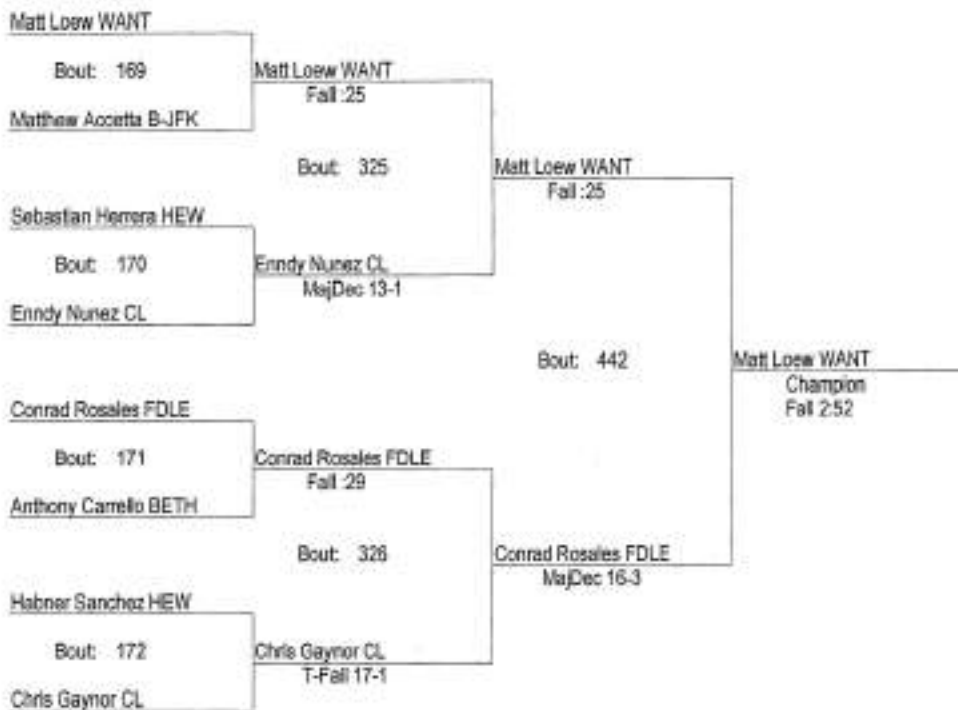 Matt Loew WANT
Bout: 169
Matt Loew WANT
Fall :25
Matthew Accetta B-JFK
Bout: 325
Matt Loew WANT
Fall :25
Sebastian Herrera HEW
Bout: 170
Enndy Nunez CL
MajDec 13-1
Enndy Nunez CL
Bout: 442
Matt Loew WANT
Champion
Fall 2:52
Conrad Rosales FDLE
Bout: 171
Conrad Rosales FDLE
Fall :29
Anthony Carrello BETH
Bout: 326
Conrad Rosales FDLE
MajDec 16-3
Habner Sanchez HEW
Bout: 172
Chris Gaynor CL
T-Fall 17-1
Chris Gaynor CL